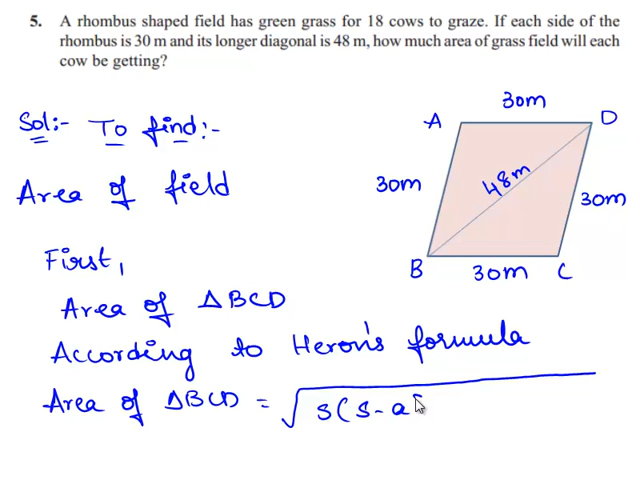 5. A rhombus shaped field has green grass for 18 cows to graze. If each side of the
rhombus is 30 m and its longer diagonal is 48 m, how much area of grass field will each
cow be getting?
Sol:- To find:-
Area of field
30m
A
D
30m
48m
30m
B
30m
C
First,
Area of △BCD
According to Heron's formula
Area of △BCD = √s(s-a